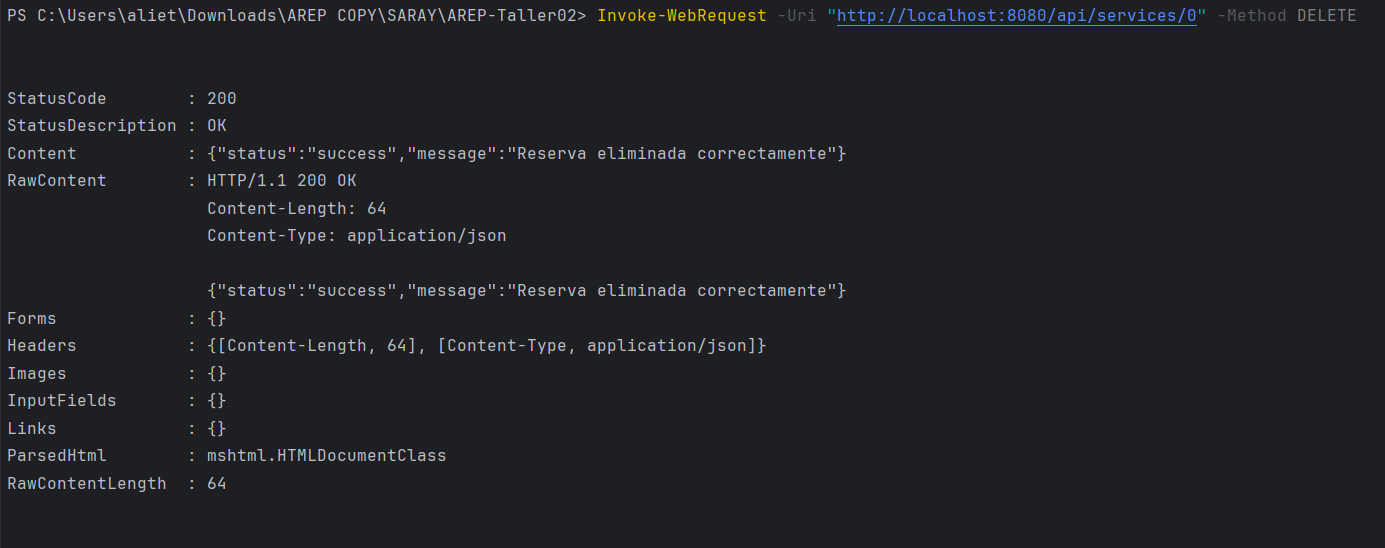 PS C:\Users\aliet\Downloads\AREP COPY\SARAY\AREP-Taller02> Invoke-WebRequest -Uri "http://localhost:8080/api/services/0" -Method DELETE
StatusCode        : 200
StatusDescription : OK
Content           : {"status":"success","message":"Reserva eliminada correctamente"}
RawContent        : HTTP/1.1 200 OK
                    Content-Length: 64
                    Content-Type: application/json
                    {"status":"success","message":"Reserva eliminada correctamente"}
Forms             : {}
Headers           : {[Content-Length, 64], [Content-Type, application/json]}
Images            : {}
InputFields       : {}
Links             : {}
ParsedHtml        : mshtml.HTMLDocumentClass
RawContentLength  : 64